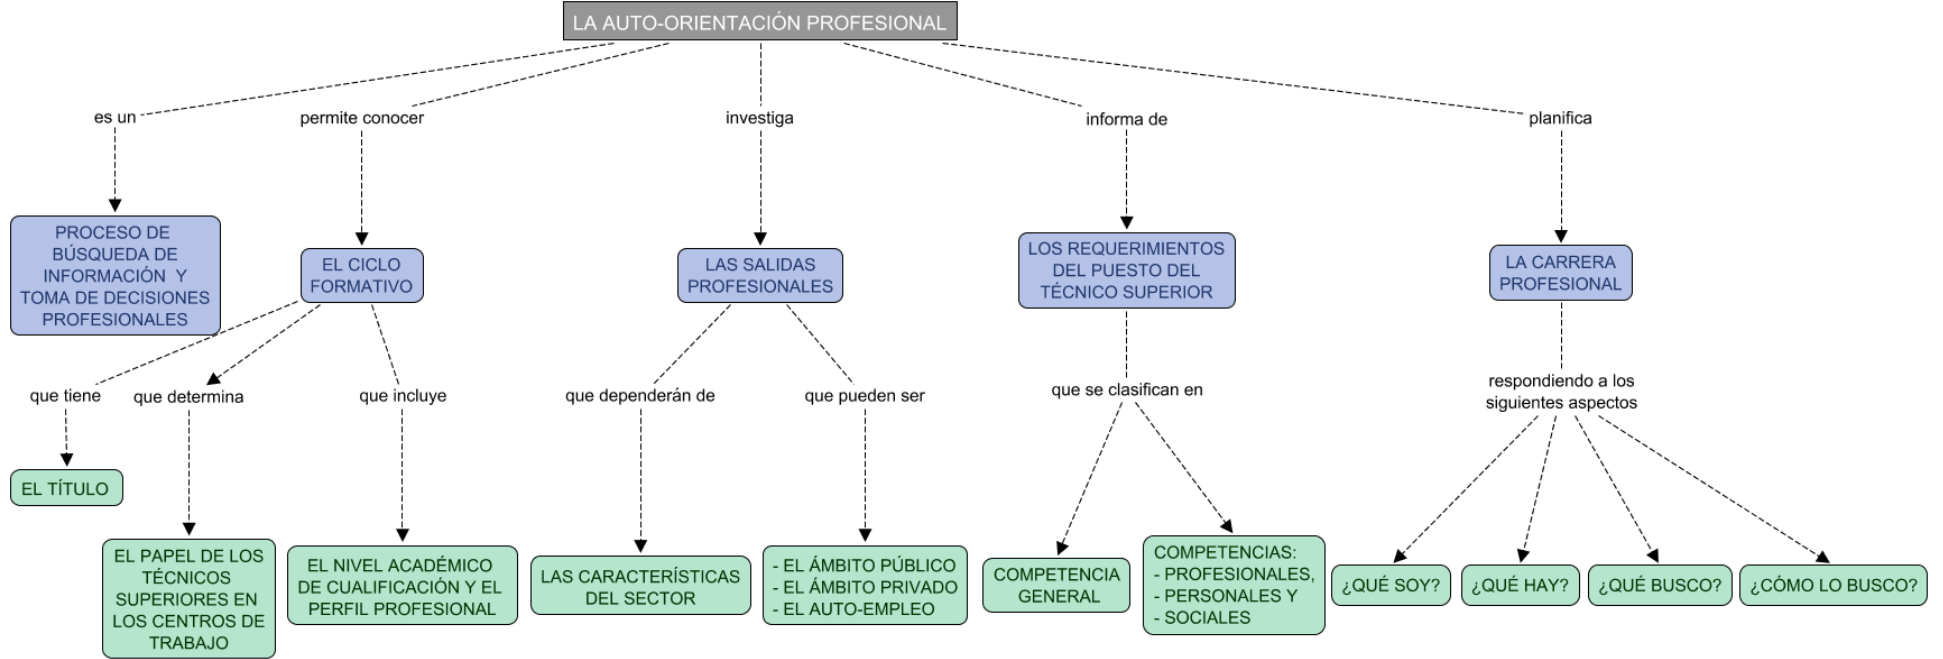 LA AUTO-ORIENTACIÓN PROFESIONAL
es un
permite conocer
investiga
informa de
planifica
PROCESO DE
BÚSQUEDA DE
INFORMACIÓN Y
TOMA DE DECISIONES
PROFESIONALES
EL CICLO
FORMATIVO
LAS SALIDAS
PROFESIONALES
LOS REQUERIMIENTOS
DEL PUESTO DEL
TÉCNICO SUPERIOR
LA CARRERA
PROFESIONAL
que tiene
que determina
que incluye
que dependerán de
que pueden ser
que se clasifican en
respondiendo a los
siguientes aspectos
EL TÍTULO
EL PAPEL DE LOS
TÉCNICOS
SUPERIORES EN
LOS CENTROS DE
TRABAJO
EL NIVEL ACADÉMICO
DE CUALIFICACIÓN Y EL
PERFIL PROFESIONAL
LAS CARACTERÍSTICAS
DEL SECTOR
- EL ÁMBITO PÚBLICO
- EL ÁMBITO PRIVADO
- EL AUTO-EMPLEO
COMPETENCIA
GENERAL
COMPETENCIAS:
- PROFESIONALES,
- PERSONALES Y
- SOCIALES
¿QUÉ SOY?
¿QUÉ HAY?
¿QUÉ BUSCO?
¿CÓMO LO BUSCO?